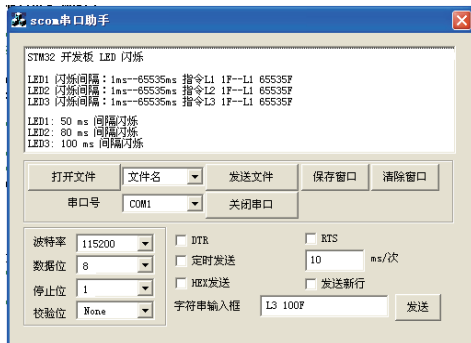 scom串口助手
STM32 开发板 LED 闪烁
LED1 闪烁间隔：1ms--65535ms 指令L1 1F--L1 65535F
LED2 闪烁间隔：1ms--65535ms 指令L2 1F--L1 65535F
LED3 闪烁间隔：1ms--65535ms 指令L3 1F--L1 65535F
LED1: 50 ms 间隔闪烁
LED2: 80 ms 间隔闪烁
LED3: 100 ms 间隔闪烁
打开文件 文件名 发送文件 保存窗口 清除窗口
串口号 COM1 关闭串口
波特率 115200 DTR RTS
数据位 8 定时发送 10 ms/次
停止位 1 HEX发送 发送新行
校验位 None 字符串输入框 L3 100F 发送